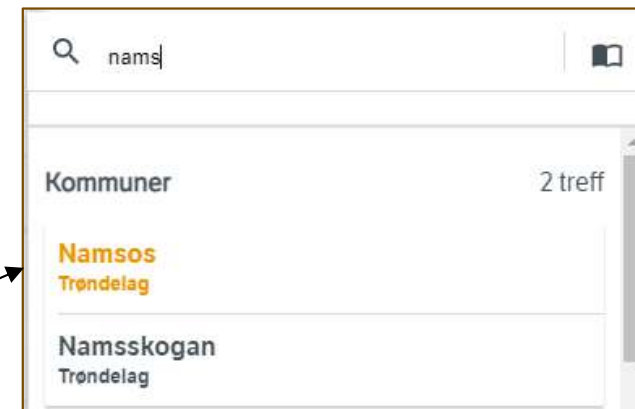 nams
Kommuner 2 treff
Namsos
Trøndelag
Namsskogan
Trøndelag